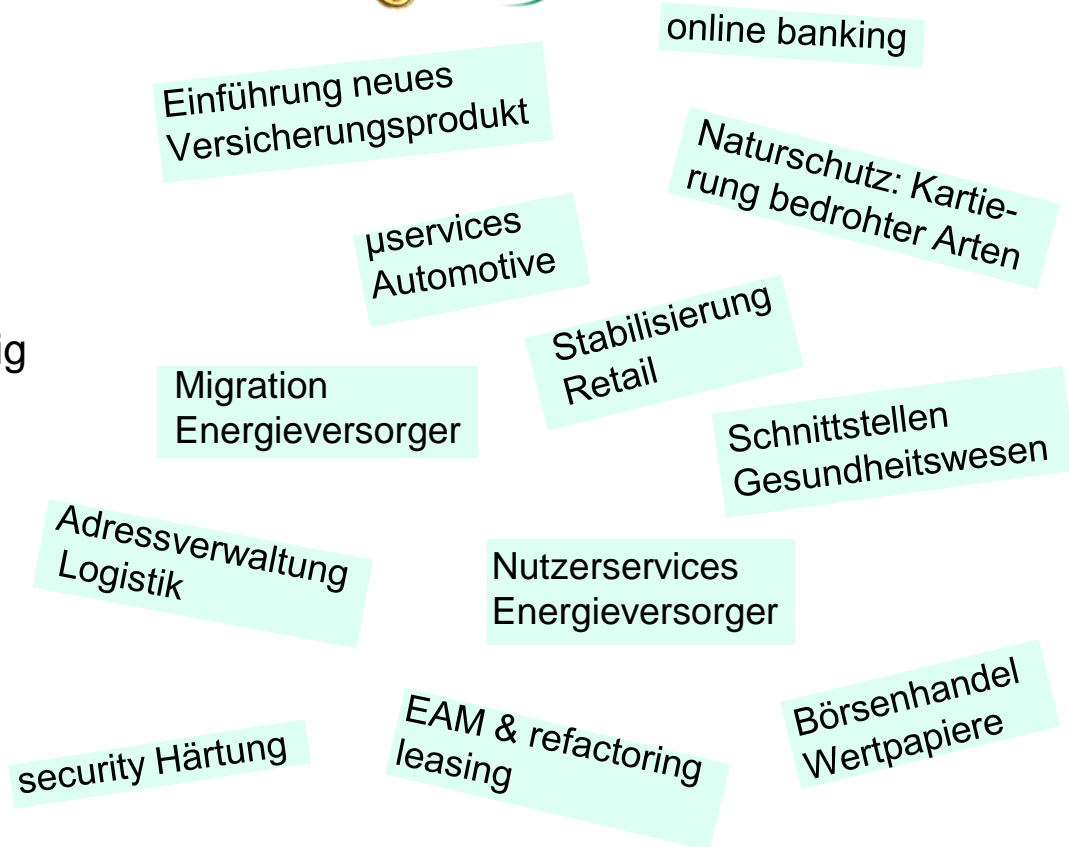 online banking
Einführung neues
Versicherungsprodukt
Naturschutz: Kartie-
rung bedrohter Arten
µservices
Automotive
Stabilisierung
Retail
ig
Migration
Energieversorger
Schnittstellen
Gesundheitswesen
Adressverwaltung
Logistik
Nutzerservices
Energieversorger
Börsenhandel
Wertpapiere
EAM & refactoring
leasing
security Härtung